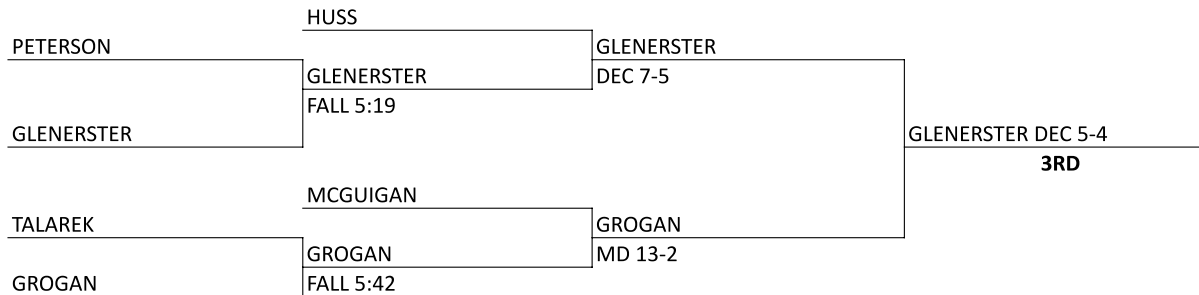 HUSS
PETERSON
GLENERSTER
GLENERSTER
DEC 7-5
FALL 5:19
GLENERSTER
GLENERSTER DEC 5-4
3RD
MCGUIGAN
TALAREK
GROGAN
GROGAN
MD 13-2
GROGAN
FALL 5:42